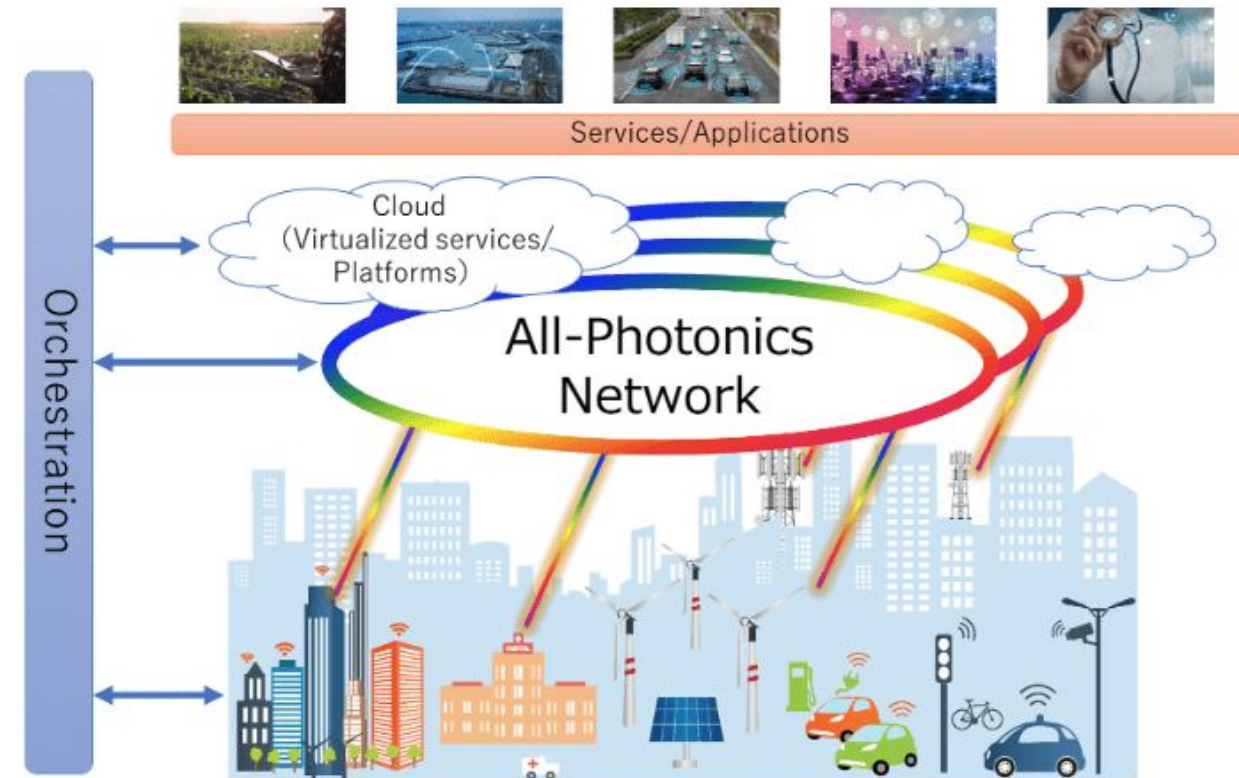 Services/Applications
Cloud
(Virtualized services/
Platforms)
Orchestration
All-Photonics
Network